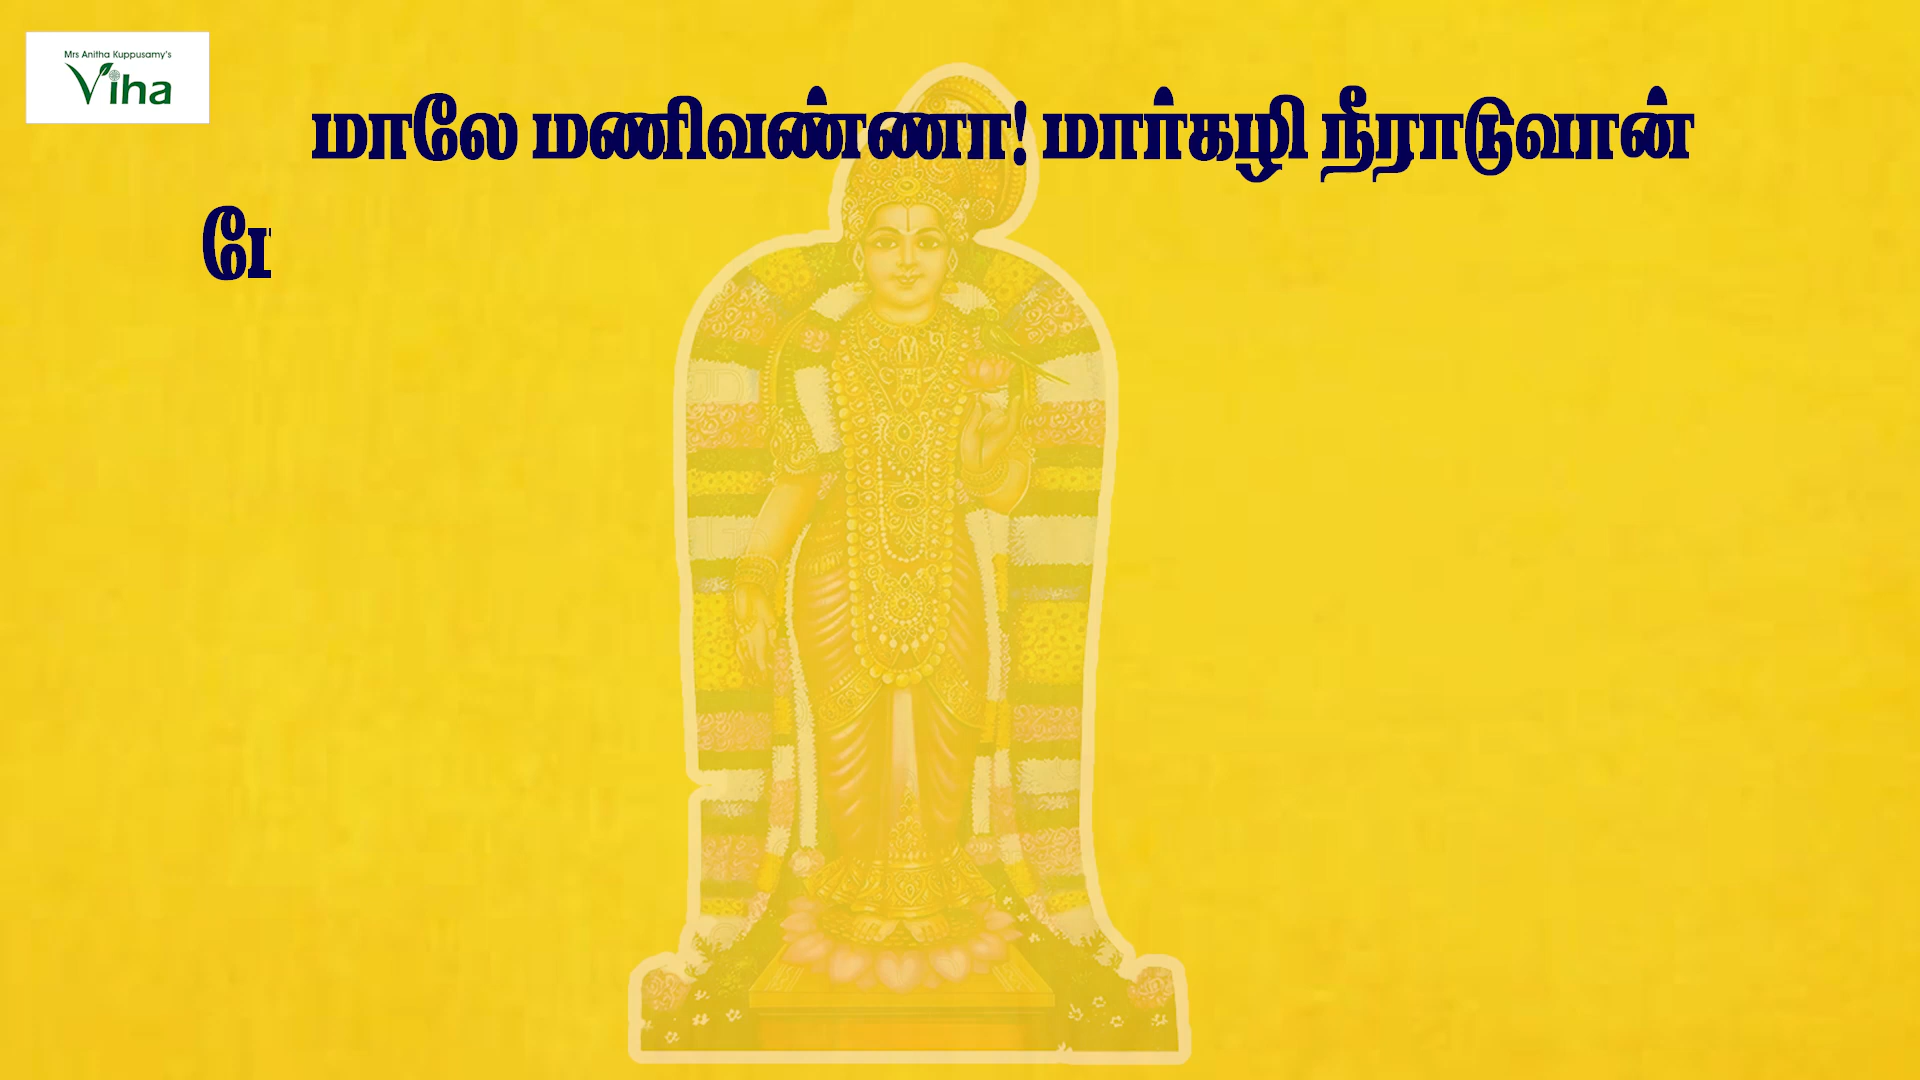 Mrs Anitha Kuppusamy's
Viha
மாலே மணிவண்ணா! மார்கழி நீராடுவான்
மே